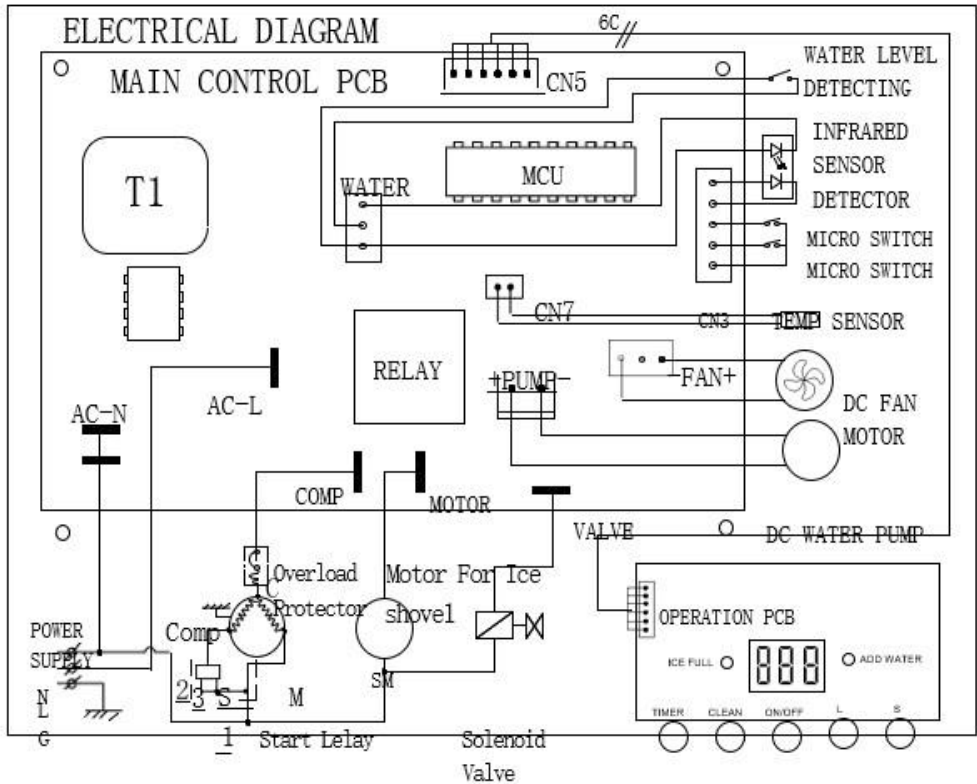 ELECTRICAL DIAGRAM
6C
MAIN CONTROL PCB
CN5
WATER LEVEL
DETECTING
INFRARED
SENSOR
T1
MCU
WATER
DETECTOR
MICRO SWITCH
MICRO SWITCH
CN7
CN3
TEMP SENSOR
RELAY
+PUMP-
-FAN+
AC-N
AC-L
DC FAN
MOTOR
COMP
MOTOR
VALVE
DC WATER PUMP
Overload
Protector
C
Motor For Ice
shovel
Comp
POWER
SUPPLY
OPERATION PCB
ICE FULL
888
ADD WATER
SM
2
3
S
M
N
L
G
TIMER
CLEAN
ON/OFF
L
S
1
Start Lelay
Solenoid
Valve